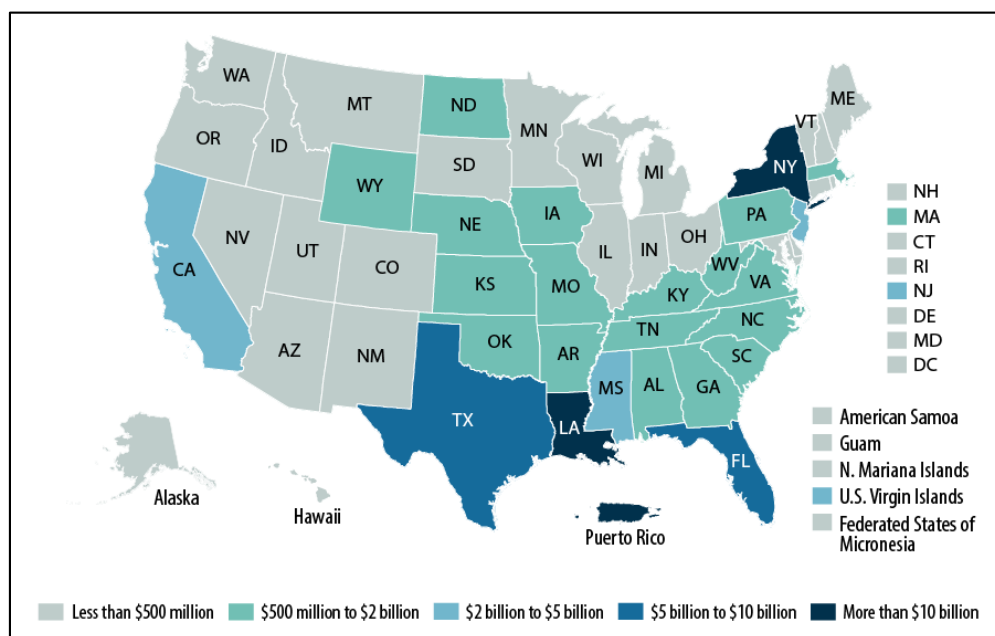 WA
MT
ND
MN
ME
VT
OR
ID
SD
WI
MI
NY
WY
NH
MA
CT
RI
NJ
DE
MD
DC
NV
UT
CO
NE
IA
IL
IN
OH
PA
CA
KS
MO
WV
VA
KY
AZ
NM
OK
AR
TN
NC
SC
TX
LA
MS
AL
GA
FL
Alaska
Hawaii
Puerto Rico
American Samoa
Guam
N. Mariana Islands
U.S. Virgin Islands
Federated States of
Micronesia
Less than $500 million
$500 million to $2 billion
$2 billion to $5 billion
$5 billion to $10 billion
More than $10 billion